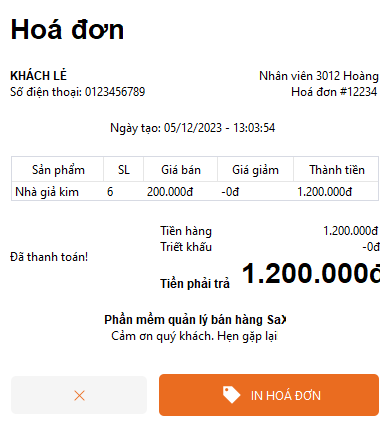 Hoá đơn
KHÁCH LẺ Nhân viên 3012 Hoàng
Số điện thoại: 0123456789 Hoá đơn #12234
Ngày tạo: 05/12/2023 - 13:03:54
Sản phẩm SL Giá bán Giá giảm Thành tiền
Nhà giả kim 6 200.000đ -0đ 1.200.000đ
Tiền hàng 1.200.000đ
Triết khấu -0đ
Đã thanh toán!
Tiền phải trả 1.200.000đ
Phần mềm quản lý bán hàng SaX
Cảm ơn quý khách. Hẹn gặp lại
IN HOÁ ĐƠN